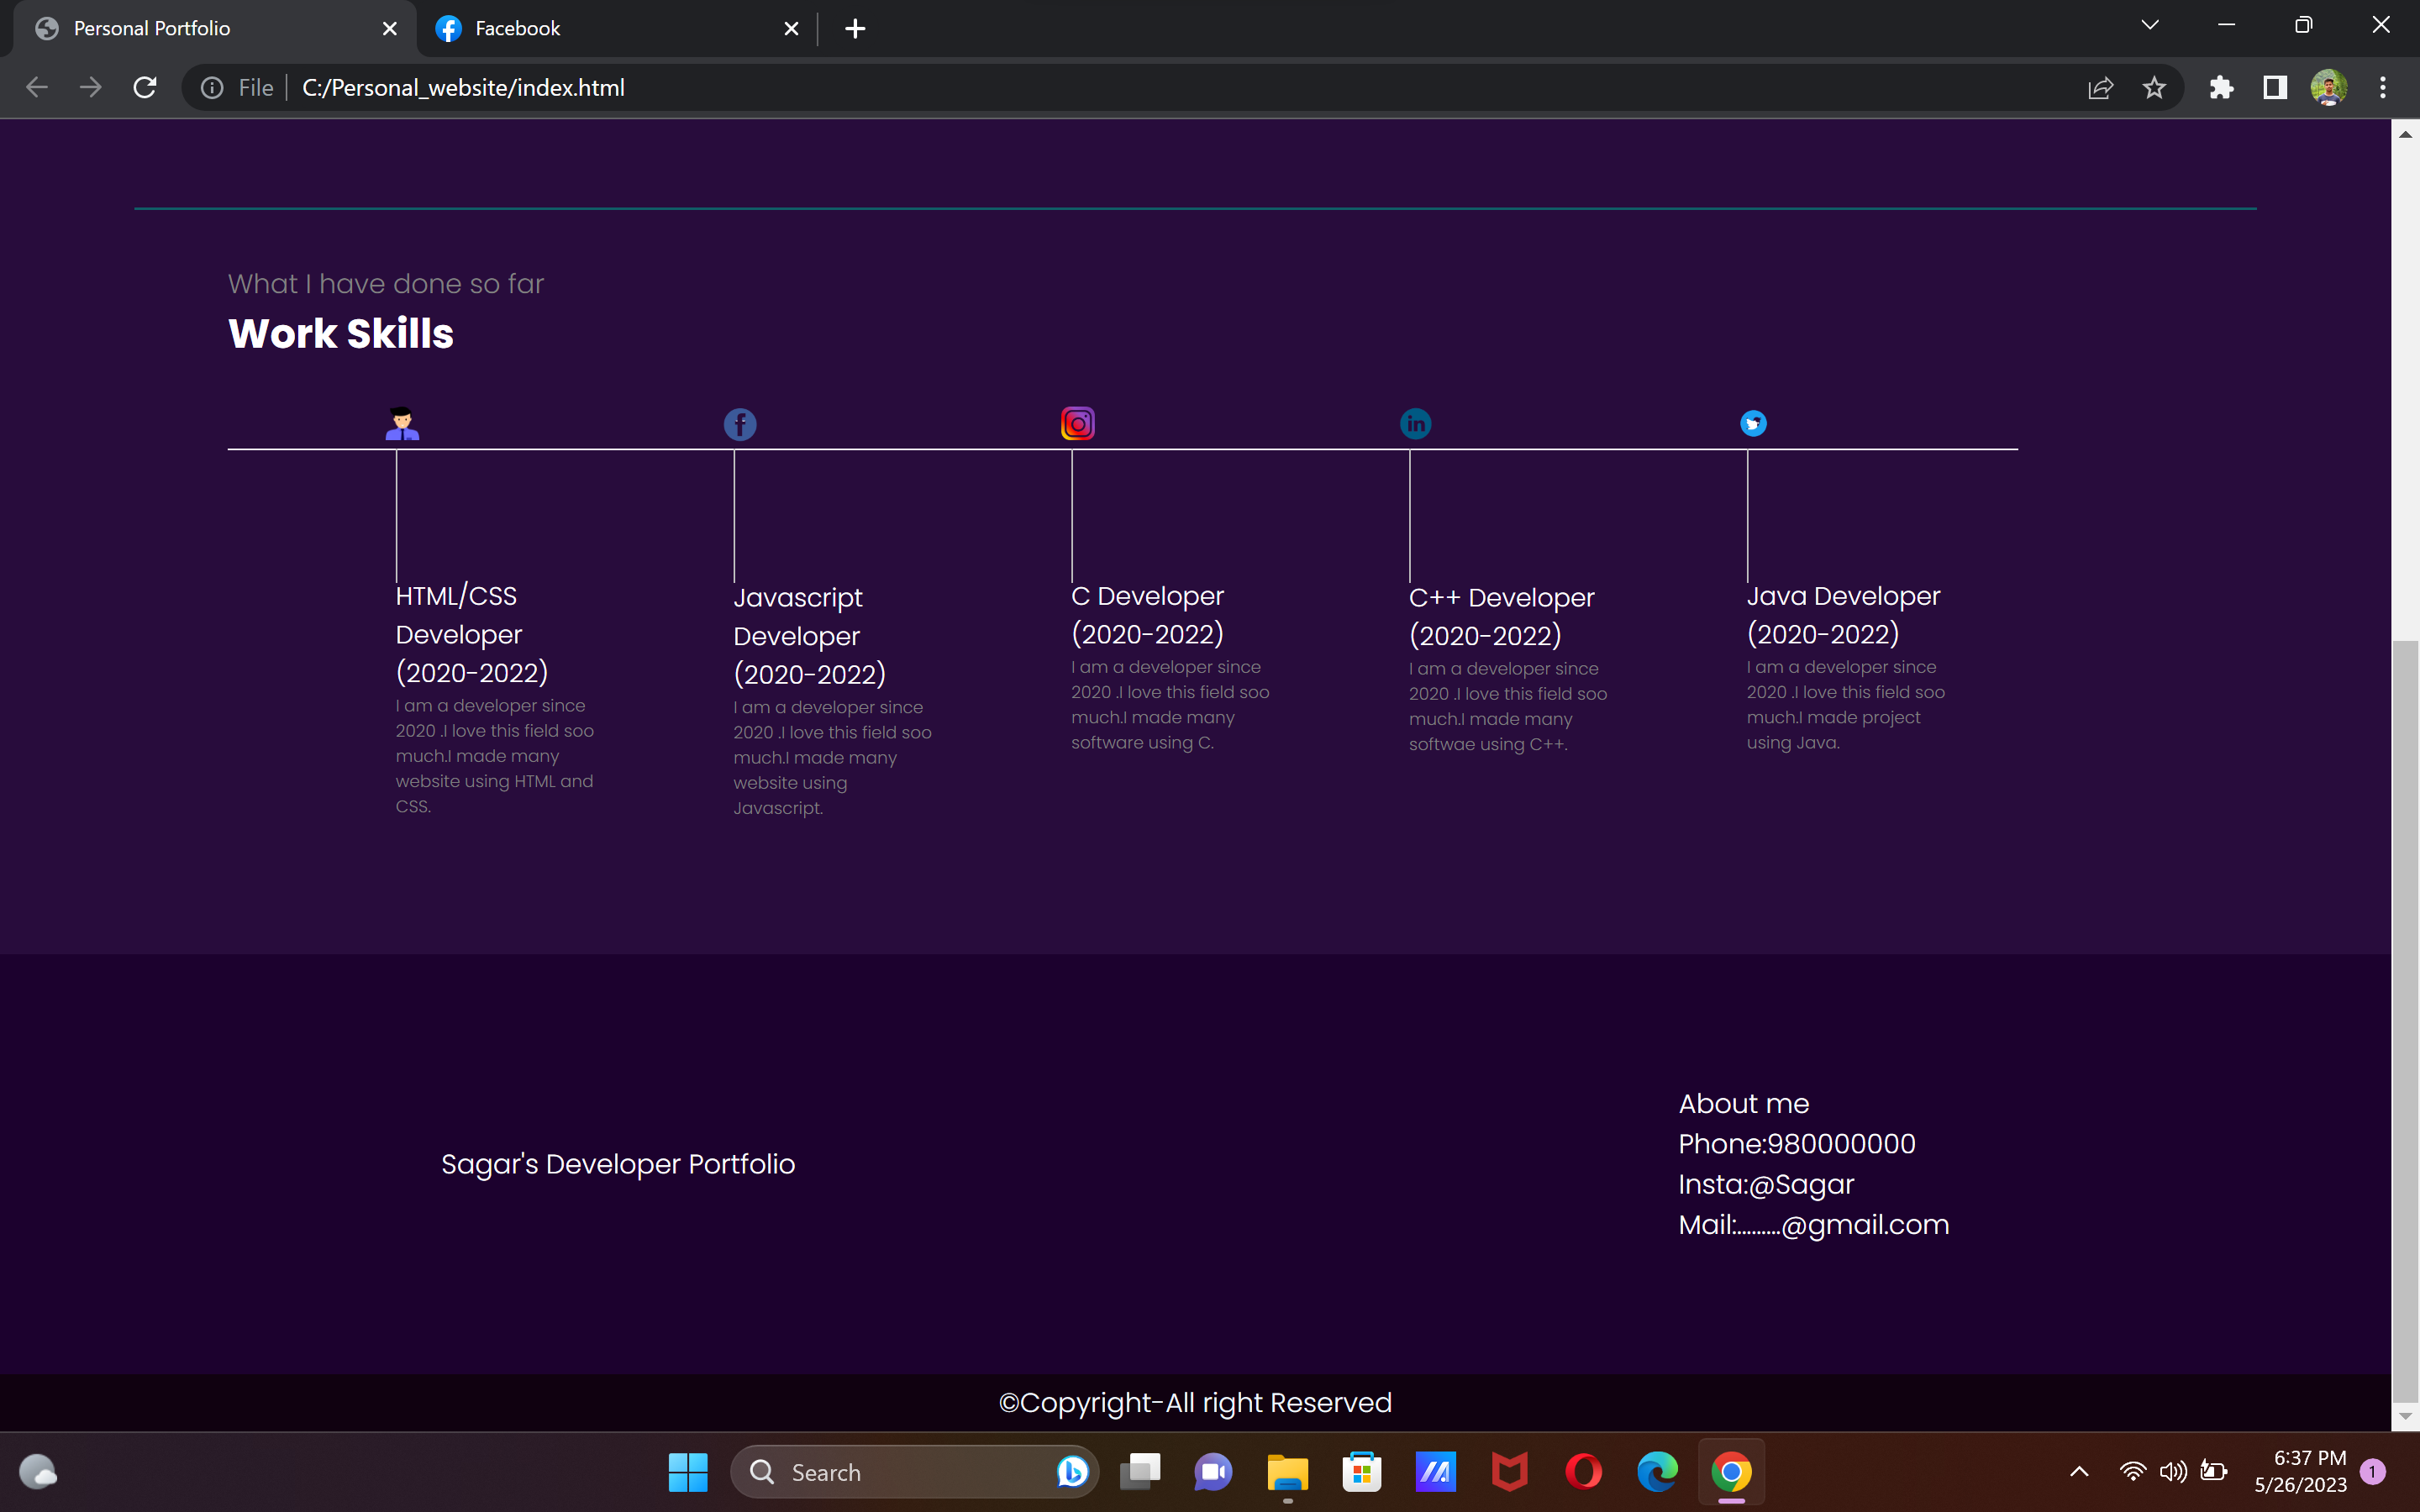 Personal Portfolio
Facebook
File
C:/Personal_website/index.html
What I have done so far
Work Skills
HTML/CSS
Developer
(2020-2022)
I am a developer since
2020 .I love this field soo
much.I made many
website using HTML and
CSS.
Javascript
Developer
(2020-2022)
I am a developer since
2020 .I love this field soo
much.I made many
website using
Javascript.
C Developer
(2020-2022)
I am a developer since
2020 .I love this field soo
much.I made many
software using C.
C++ Developer
(2020-2022)
I am a developer since
2020 .I love this field soo
much.I made many
softwae using C++.
Java Developer
(2020-2022)
I am a developer since
2020 .I love this field soo
much.I made project
using Java.
Sagar's Developer Portfolio
About me
Phone:980000000
Insta:@Sagar
Mail:.........@gmail.com
©Copyright-All right Reserved
Search
6:37 PM
5/26/2023
1